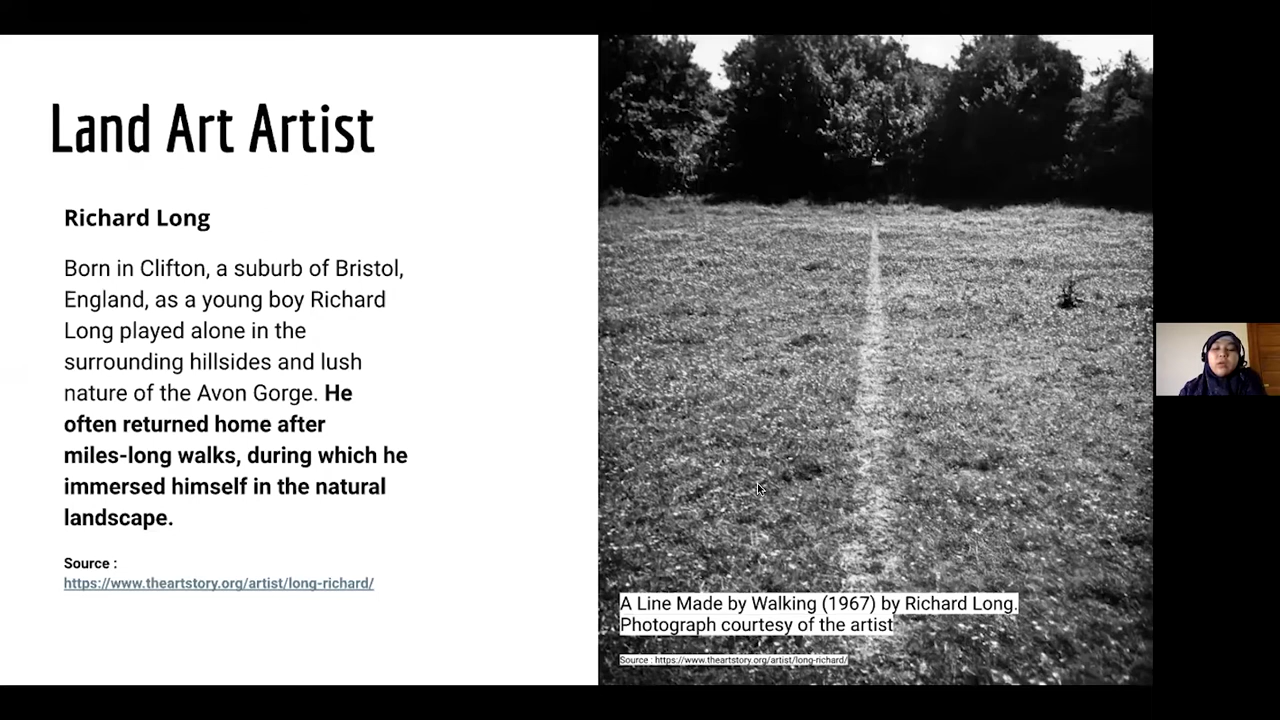 Land Art Artist
Richard Long
Born in Clifton, a suburb of Bristol,
England, as a young boy Richard
Long played alone in the
surrounding hillsides and lush
nature of the Avon Gorge. He
often returned home after
miles-long walks, during which he
immersed himself in the natural
landscape.
Source :
https://www.theartstory.org/artist/long-richard/
A Line Made by Walking (1967) by Richard Long.
Photograph courtesy of the artist
Source : https://www.theartstory.org/artist/long-richard/